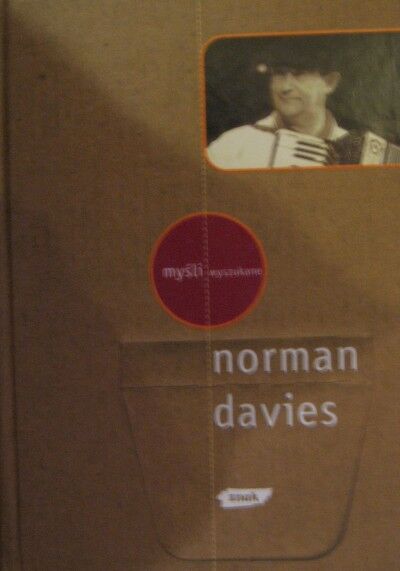 myśli wyszukane
norman
davies
znak